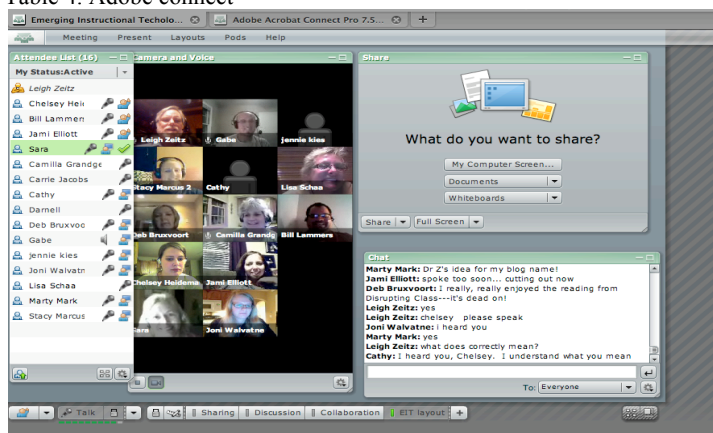 Table 4. Adobe connect
Emerging Instructional Techolo...
Adobe Acrobat Connect Pro 7.5...
+
Meeting Present Layouts Pods Help
Attendee List (16)
My Status:Active
Leigh Zeitz
Chelsey Hei
Bill Lammer
Jami Elliott
Sara
Camilla Grandge
Carrie Jacobs
Cathy
Darnell
Deb Bruxvoo
Gabe
jennie kies
Joni Walvatn
Lisa Schaa
Marty Mark
Stacy Marcus
Camera and Voice
Leigh Zeitz
Gabe
jennie kies
Stacy Marcus 2
Cathy
Lisa Schaa
Deb Bruxvoort
Camilla Grandg
Bill Lammers
Chelsey Heidema
Jami Elliott
Sara
Joni Walvatne
Share
What do you want to share?
My Computer Screen...
Documents
Whiteboards
Share
Full Screen
Chat
Marty Mark: Dr Z's idea for my blog name!
Jami Elliott: spoke too soon... cutting out now
Deb Bruxvoort: I really, really enjoyed the reading from
Disrupting Class---it's dead on!
Leigh Zeitz: yes
Leigh Zeitz: chelsey please speak
Joni Walvatne: i heard you
Marty Mark: yes
Leigh Zeitz: what does correctly mean?
Cathy: I heard you, Chelsey. I understand what you mean
To: Everyone
Talk
Sharing
Discussion
Collaboration
EIT layout
+